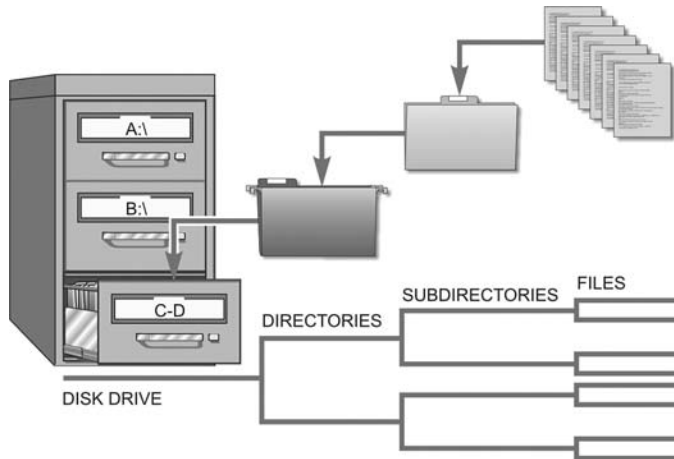 A:\
B:\
C-D
FILES
SUBDIRECTORIES
DIRECTORIES
DISK DRIVE